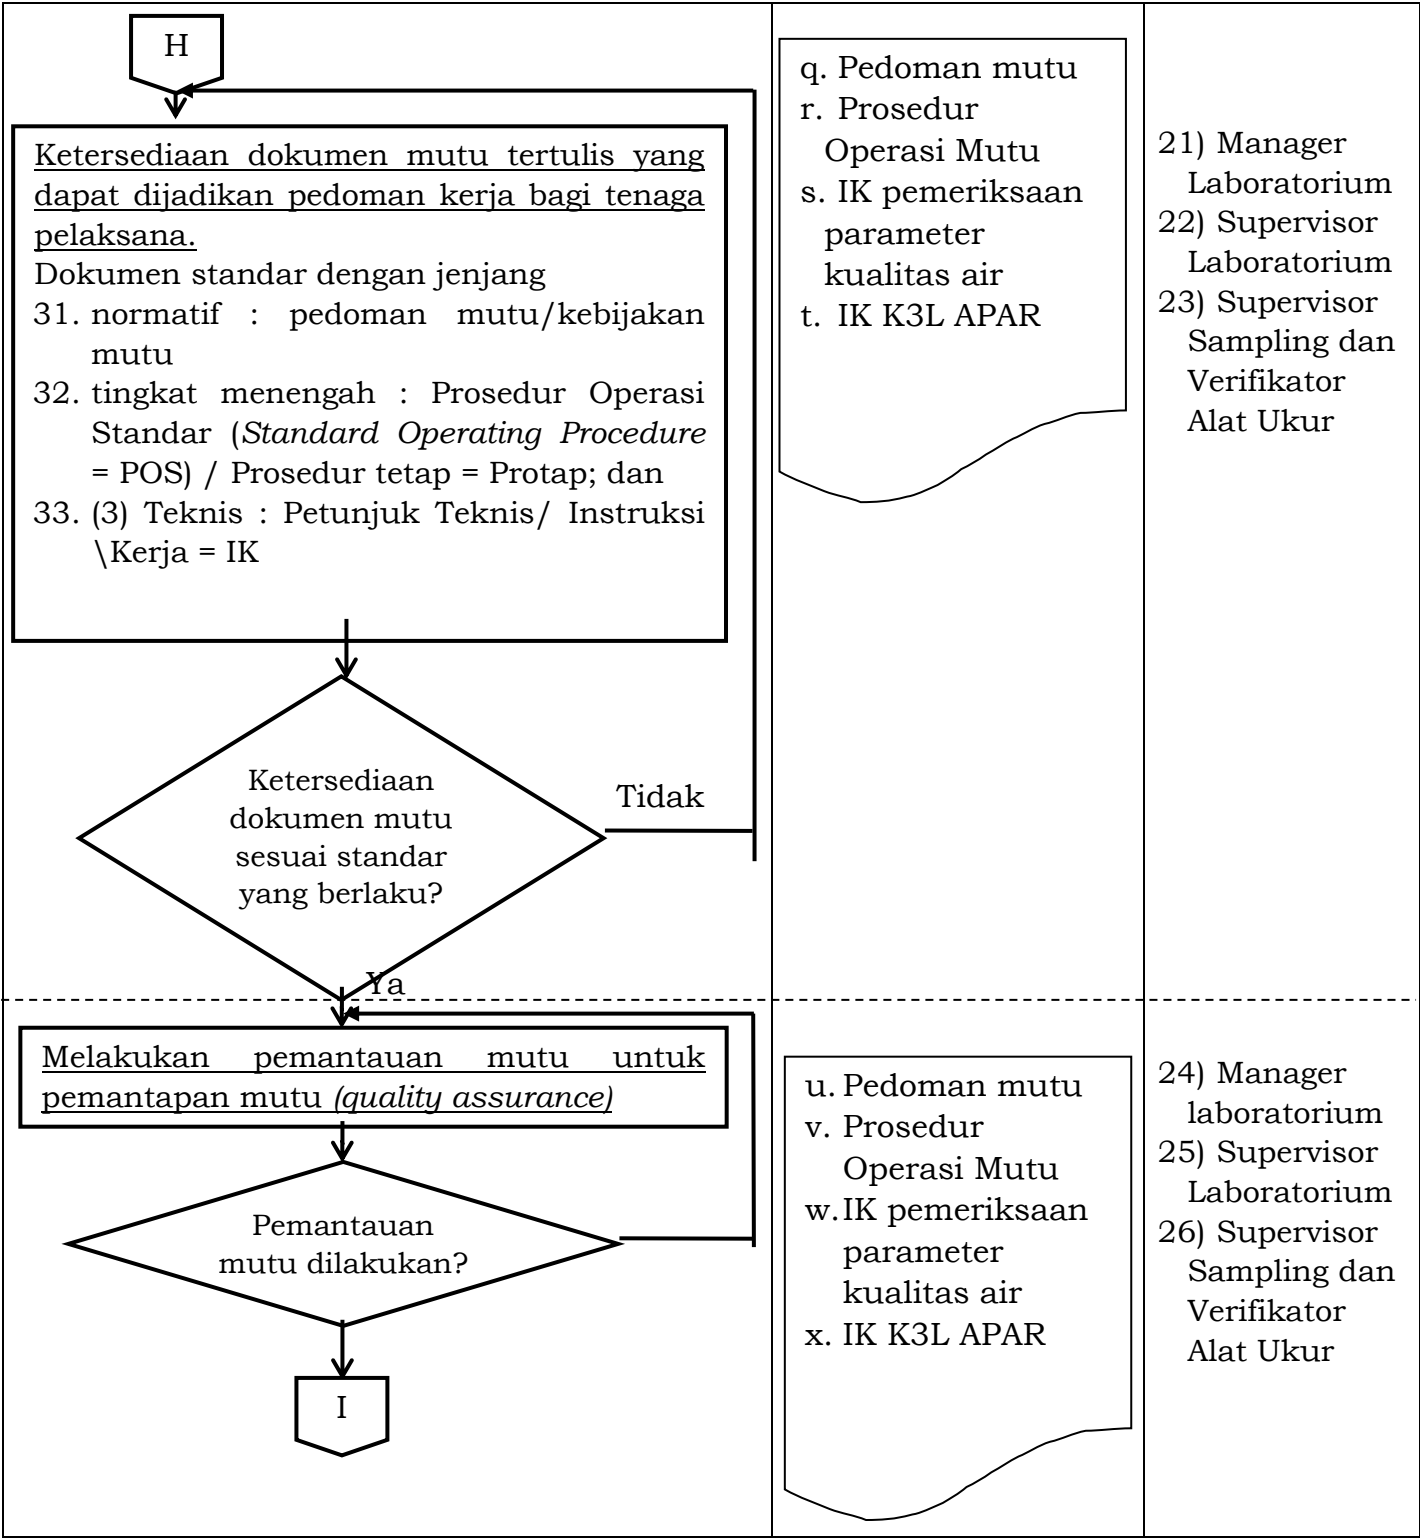 H
Ketersediaan dokumen mutu tertulis yang
dapat dijadikan pedoman kerja bagi tenaga
pelaksana.
Dokumen standar dengan jenjang
31. normatif : pedoman mutu/kebijakan
mutu
32. tingkat menengah : Prosedur Operasi
Standar (Standard Operating Procedure
= POS) / Prosedur tetap = Protap; dan
33. (3) Teknis : Petunjuk Teknis/ Instruksi
\Kerja = IK
Ketersediaan
dokumen mutu
sesuai standar
yang berlaku?
Tidak
Ya
q. Pedoman mutu
r. Prosedur
Operasi Mutu
s. IK pemeriksaan
parameter
kualitas air
t. IK K3L APAR
21) Manager
Laboratorium
22) Supervisor
Laboratorium
23) Supervisor
Sampling dan
Verifikator
Alat Ukur
Melakukan pemantauan mutu untuk
pemantapan mutu (quality assurance)
Pemantauan
mutu dilakukan?
I
u. Pedoman mutu
v. Prosedur
Operasi Mutu
w. IK pemeriksaan
parameter
kualitas air
x. IK K3L APAR
24) Manager
laboratorium
25) Supervisor
Laboratorium
26) Supervisor
Sampling dan
Verifikator
Alat Ukur